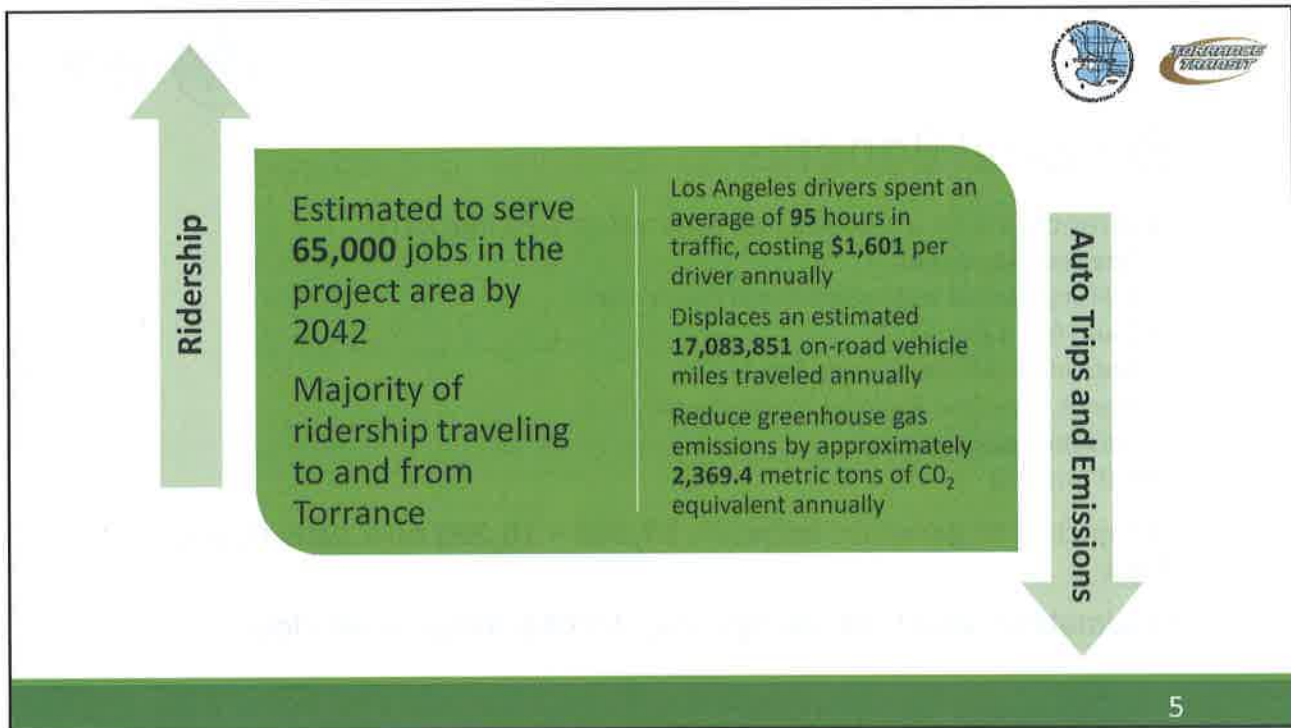 TORRANCE
TRANSIT
Ridership
Estimated to serve
65,000 jobs in the
project area by
2042
Majority of
ridership traveling
to and from
Torrance
Los Angeles drivers spent an
average of 95 hours in
traffic, costing $1,601 per
driver annually
Displaces an estimated
17,083,851 on-road vehicle
miles traveled annually
Reduce greenhouse gas
emissions by approximately
2,369.4 metric tons of C0₂
equivalent annually
Auto Trips and Emissions
5